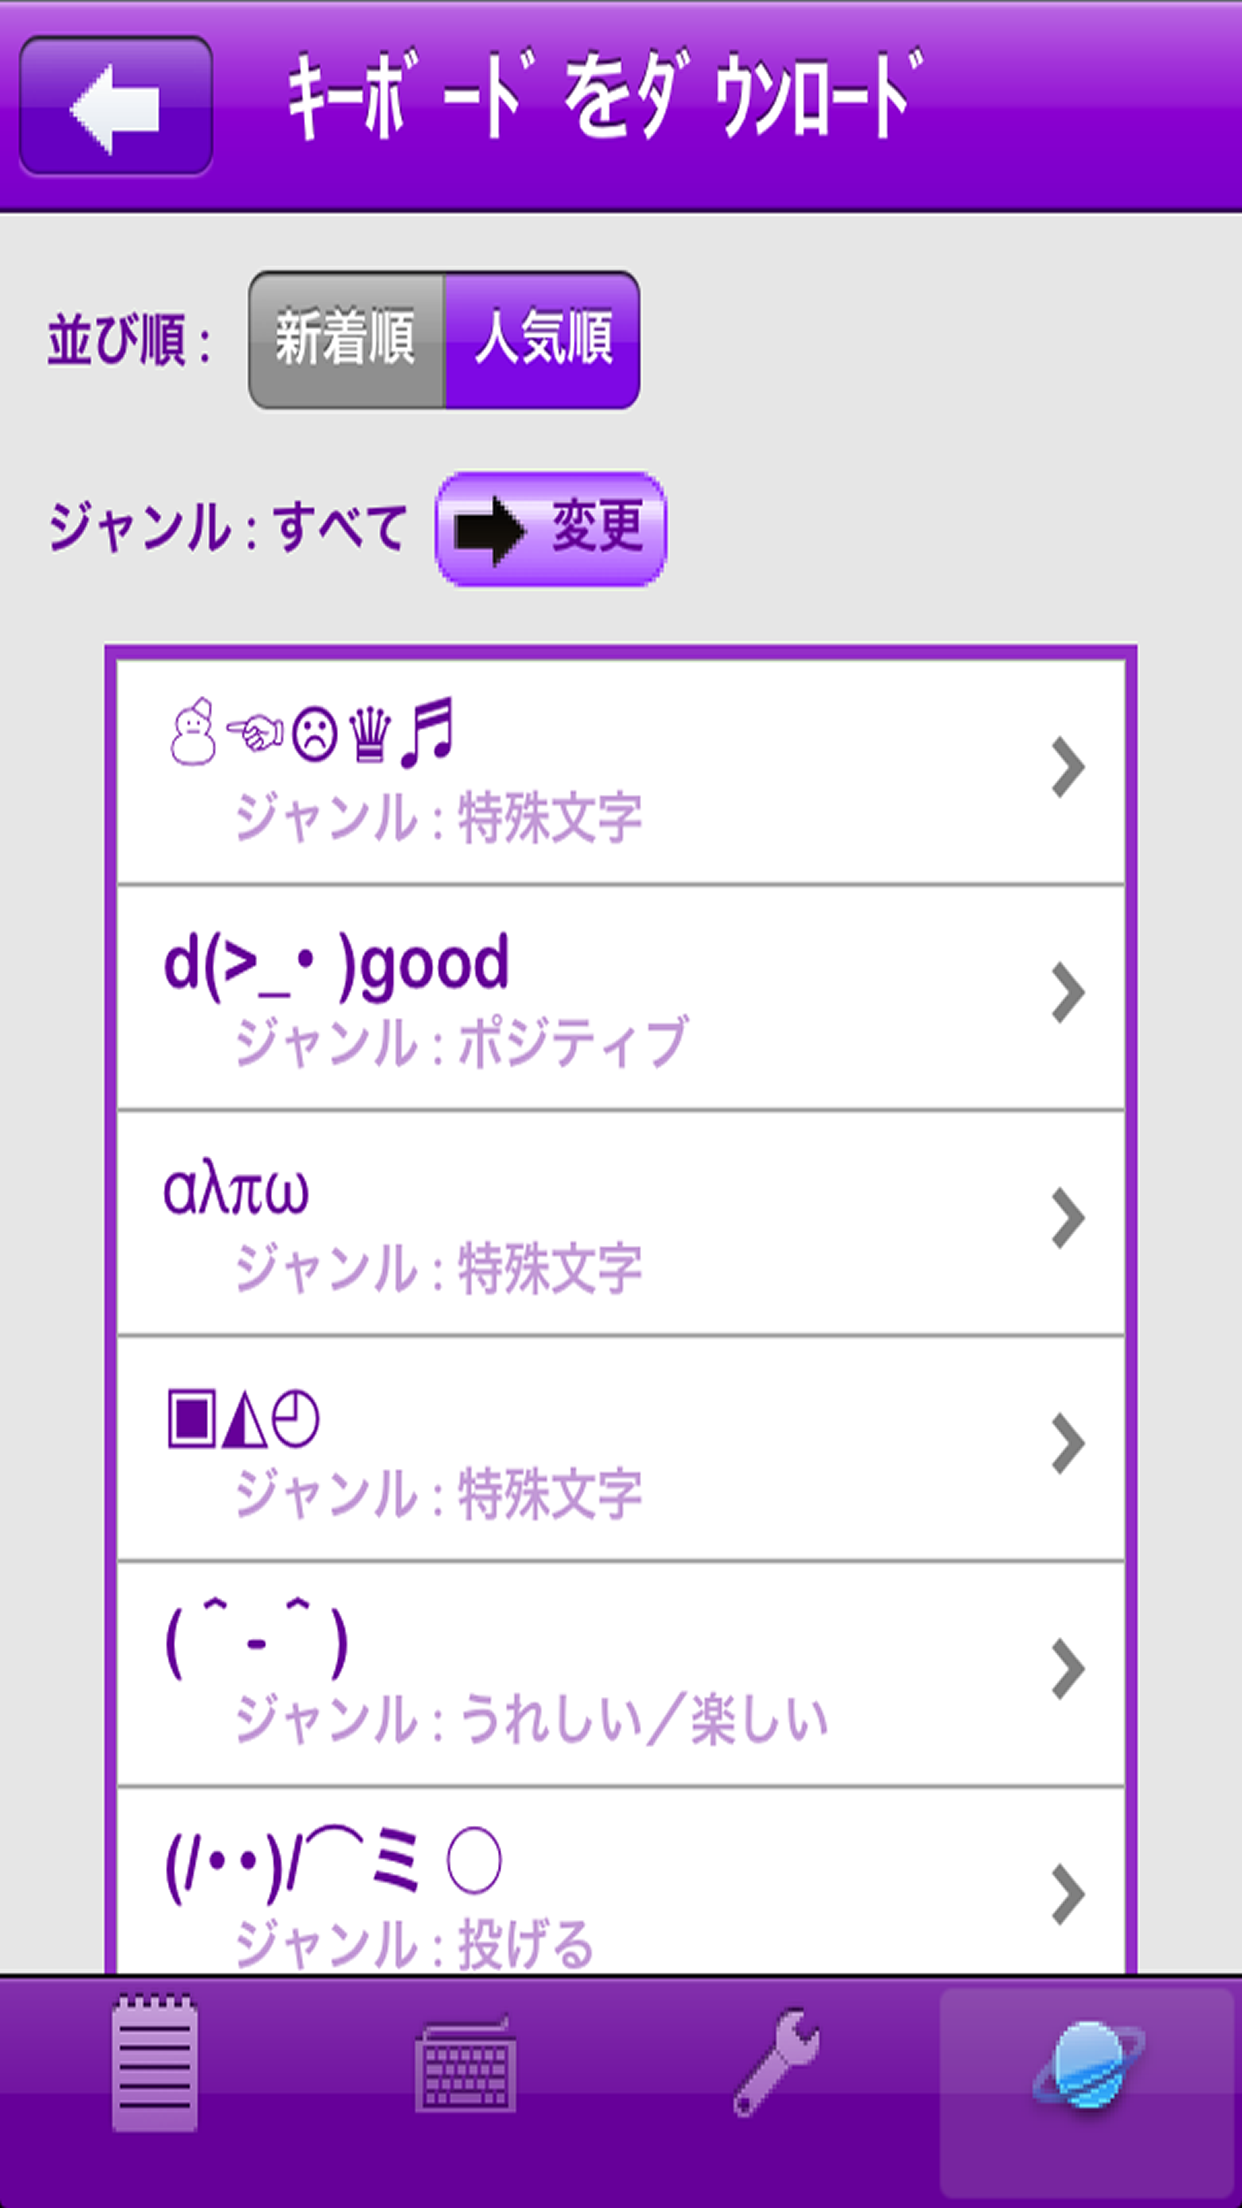 ｷｰﾎﾞｰﾄﾞをﾀﾞｳﾝﾛｰﾄﾞ
並び順 : 新着順 人気順
ジャンル : すべて 変更
☃☜☹♛♬
ジャンル : 特殊文字
d(>_・)good
ジャンル : ポジティブ
αλπω
ジャンル : 特殊文字
▣◭◴
ジャンル : 特殊文字
(＾-＾)
ジャンル : うれしい／楽しい
(/・・)/⌒ミ ○
ジャンル : 投げる